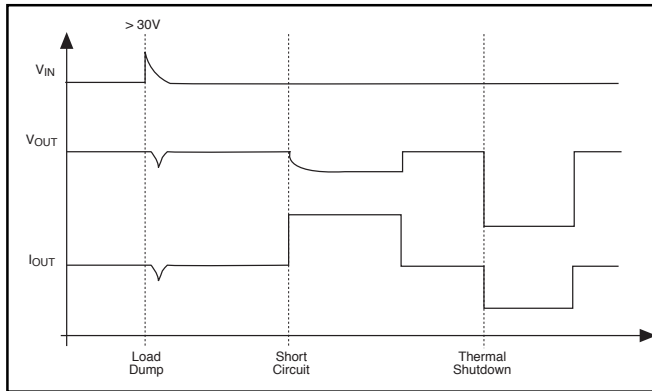 > 30V
VIN
VOUT
IOUT
Load
Dump
Short
Circuit
Thermal
Shutdown